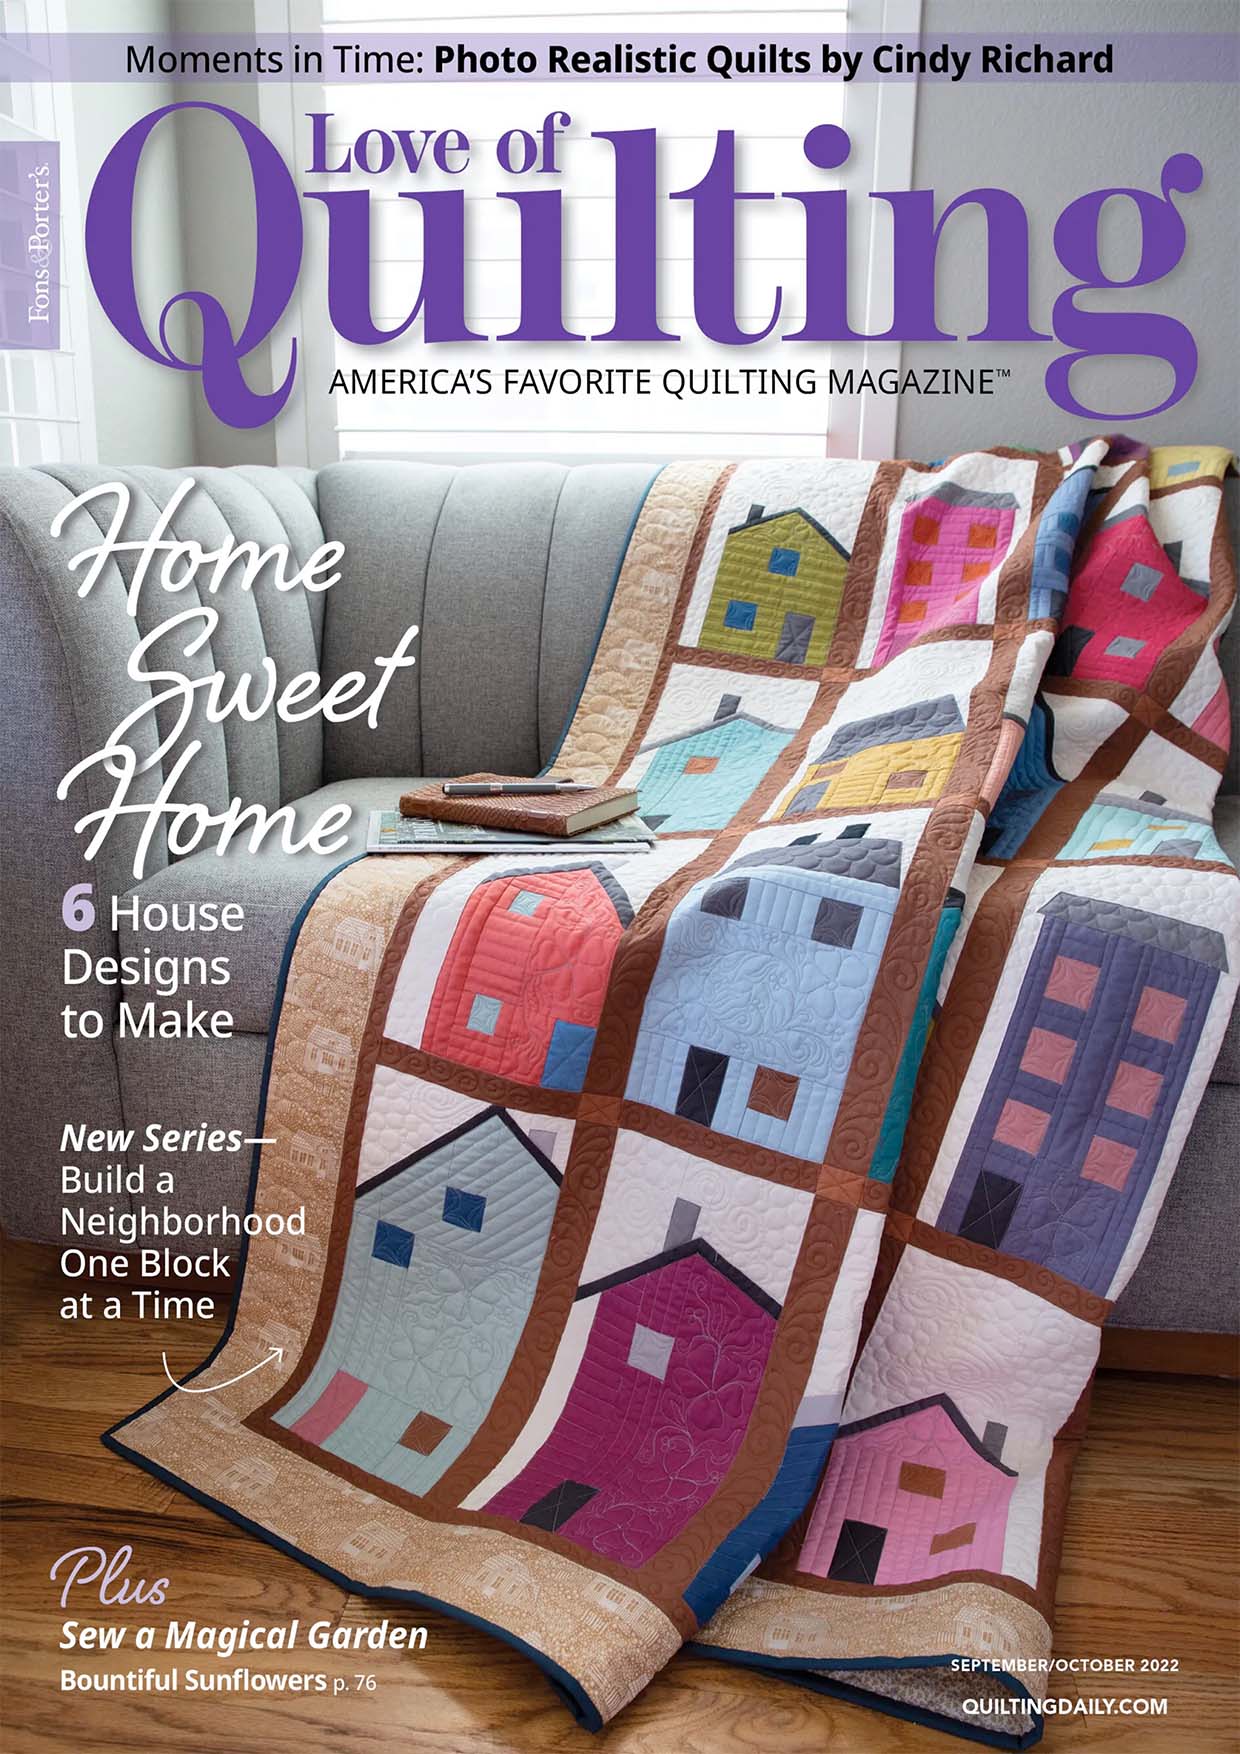 Moments in Time: Photo Realistic Quilts by Cindy Richard
Fons&Porter's
Love of
Quilting
AMERICA'S FAVORITE QUILTING MAGAZINE™
Home
Sweet
Home
6 House
Designs
to Make
New Series—
Build a
Neighborhood
One Block
at a Time
Plus
Sew a Magical Garden
Bountiful Sunflowers p. 76
SEPTEMBER/OCTOBER 2022
QUILTINGDAILY.COM